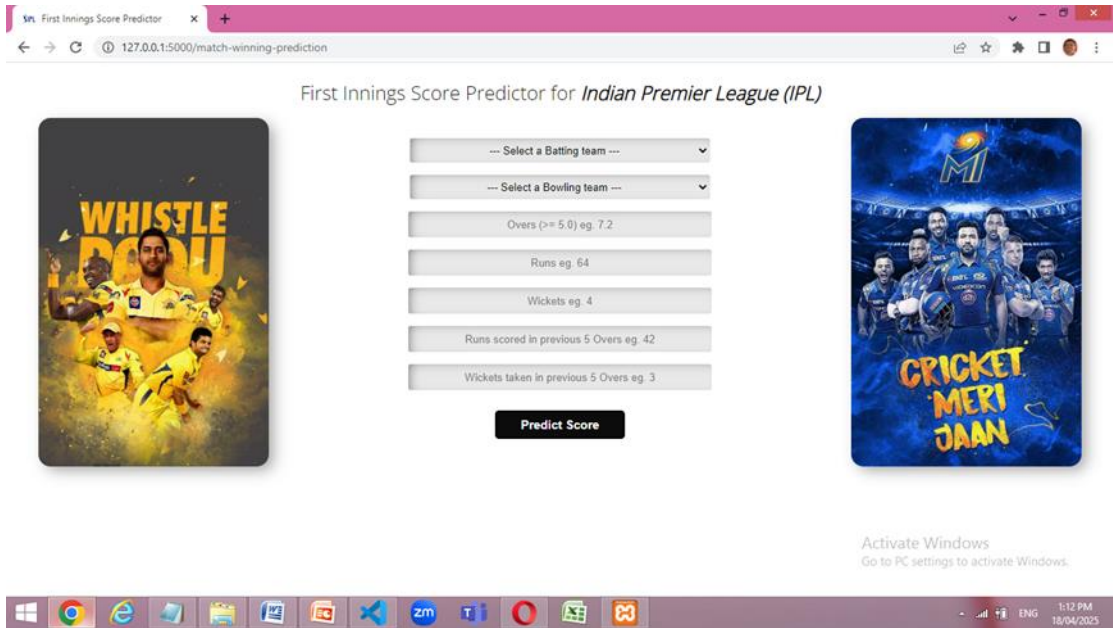 First Innings Score Predictor
127.0.0.1:5000/match-winning-prediction
First Innings Score Predictor for Indian Premier League (IPL)
WHISTLE
PODU
--- Select a Batting team ---
--- Select a Bowling team ---
Overs (>= 5.0) eg. 7.2
Runs eg. 64
Wickets eg. 4
Runs scored in previous 5 Overs eg. 42
Wickets taken in previous 5 Overs eg. 3
Predict Score
MI
CRICKET
MERI
JAAN
Activate Windows
Go to PC settings to activate Windows.
zm
ENG
1:12 PM
18/04/2025